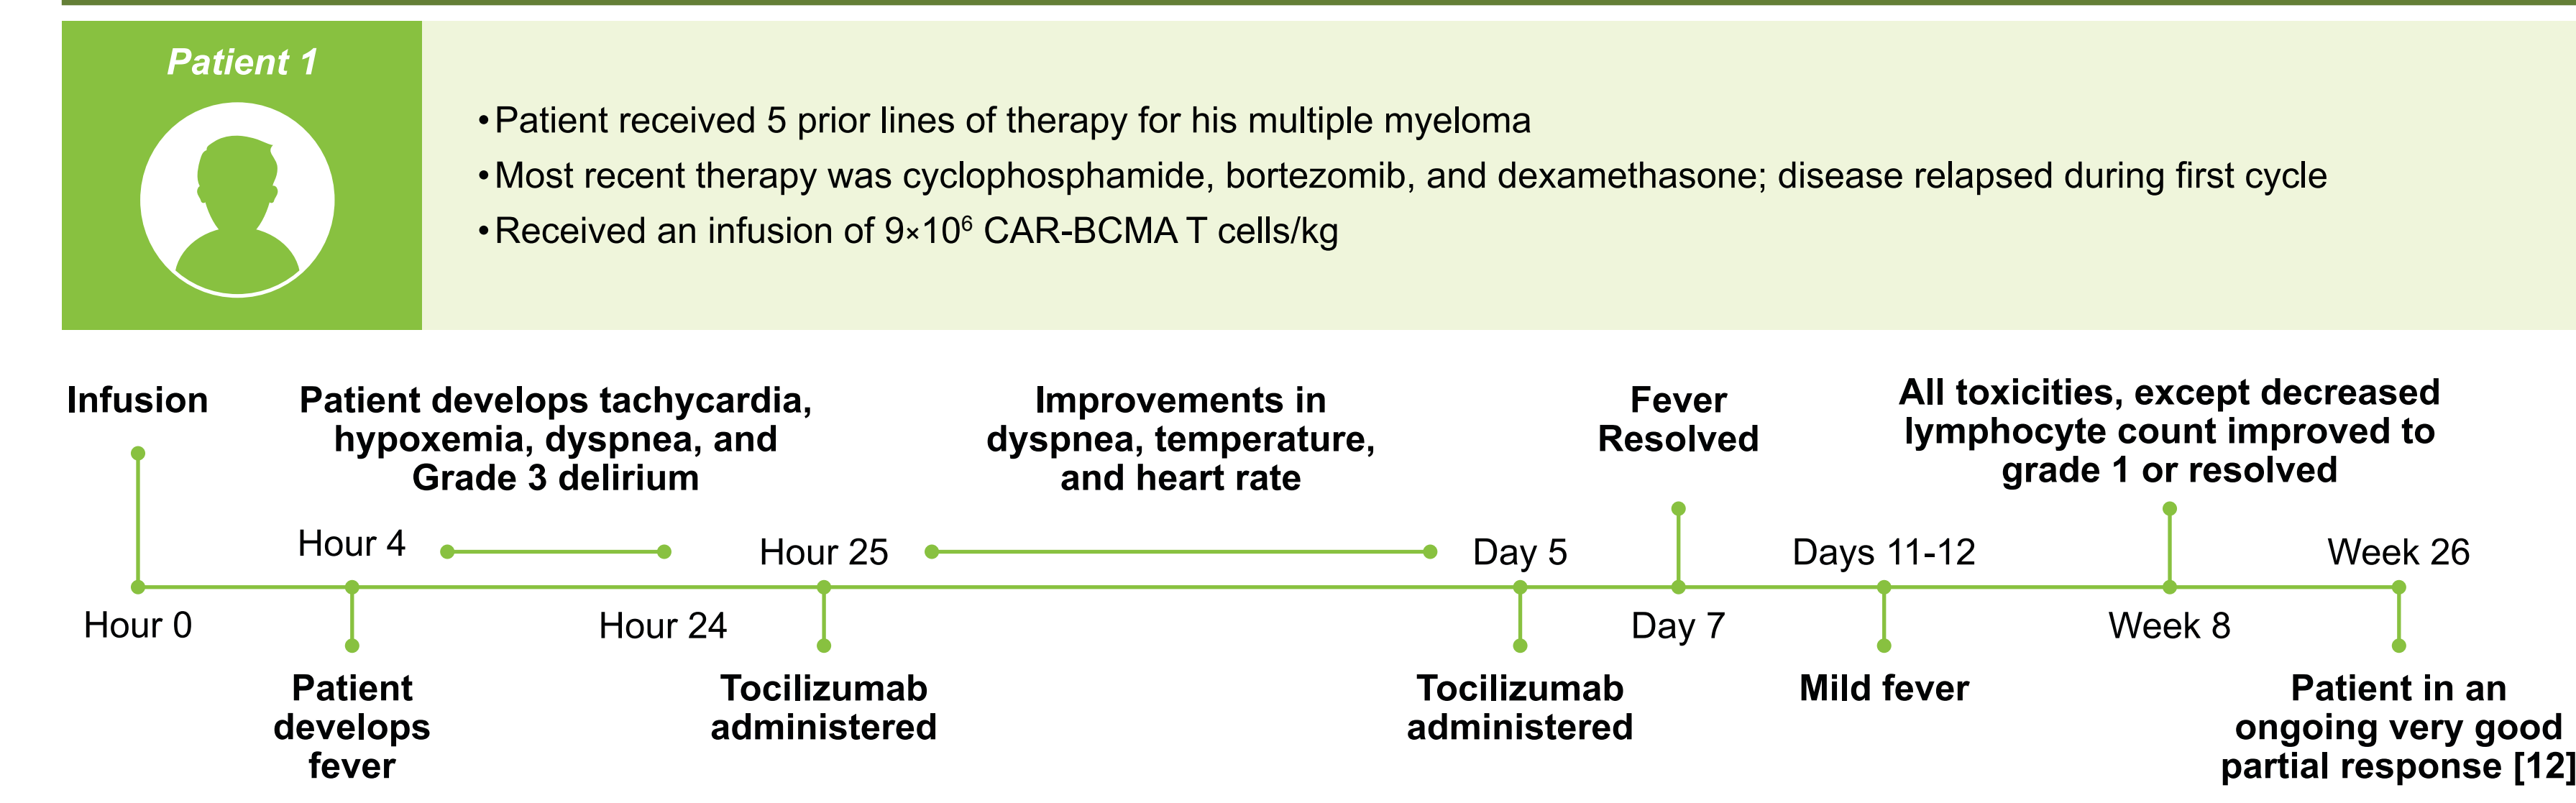 Patient 1
•Patient received 5 prior lines of therapy for his multiple myeloma
•Most recent therapy was cyclophosphamide, bortezomib, and dexamethasone; disease relapsed during first cycle
•Received an infusion of 9×10⁶ CAR-BCMA T cells/kg
Infusion
Patient develops tachycardia,
hypoxemia, dyspnea, and
Grade 3 delirium
Improvements in
dyspnea, temperature,
and heart rate
Fever
Resolved
All toxicities, except decreased
lymphocyte count improved to
grade 1 or resolved
Hour 4
Hour 25
Day 5
Days 11-12
Week 26
Hour 0
Hour 24
Day 7
Week 8
Patient
develops
fever
Tocilizumab
administered
Tocilizumab
administered
Mild fever
Patient in an
ongoing very good
partial response [12]